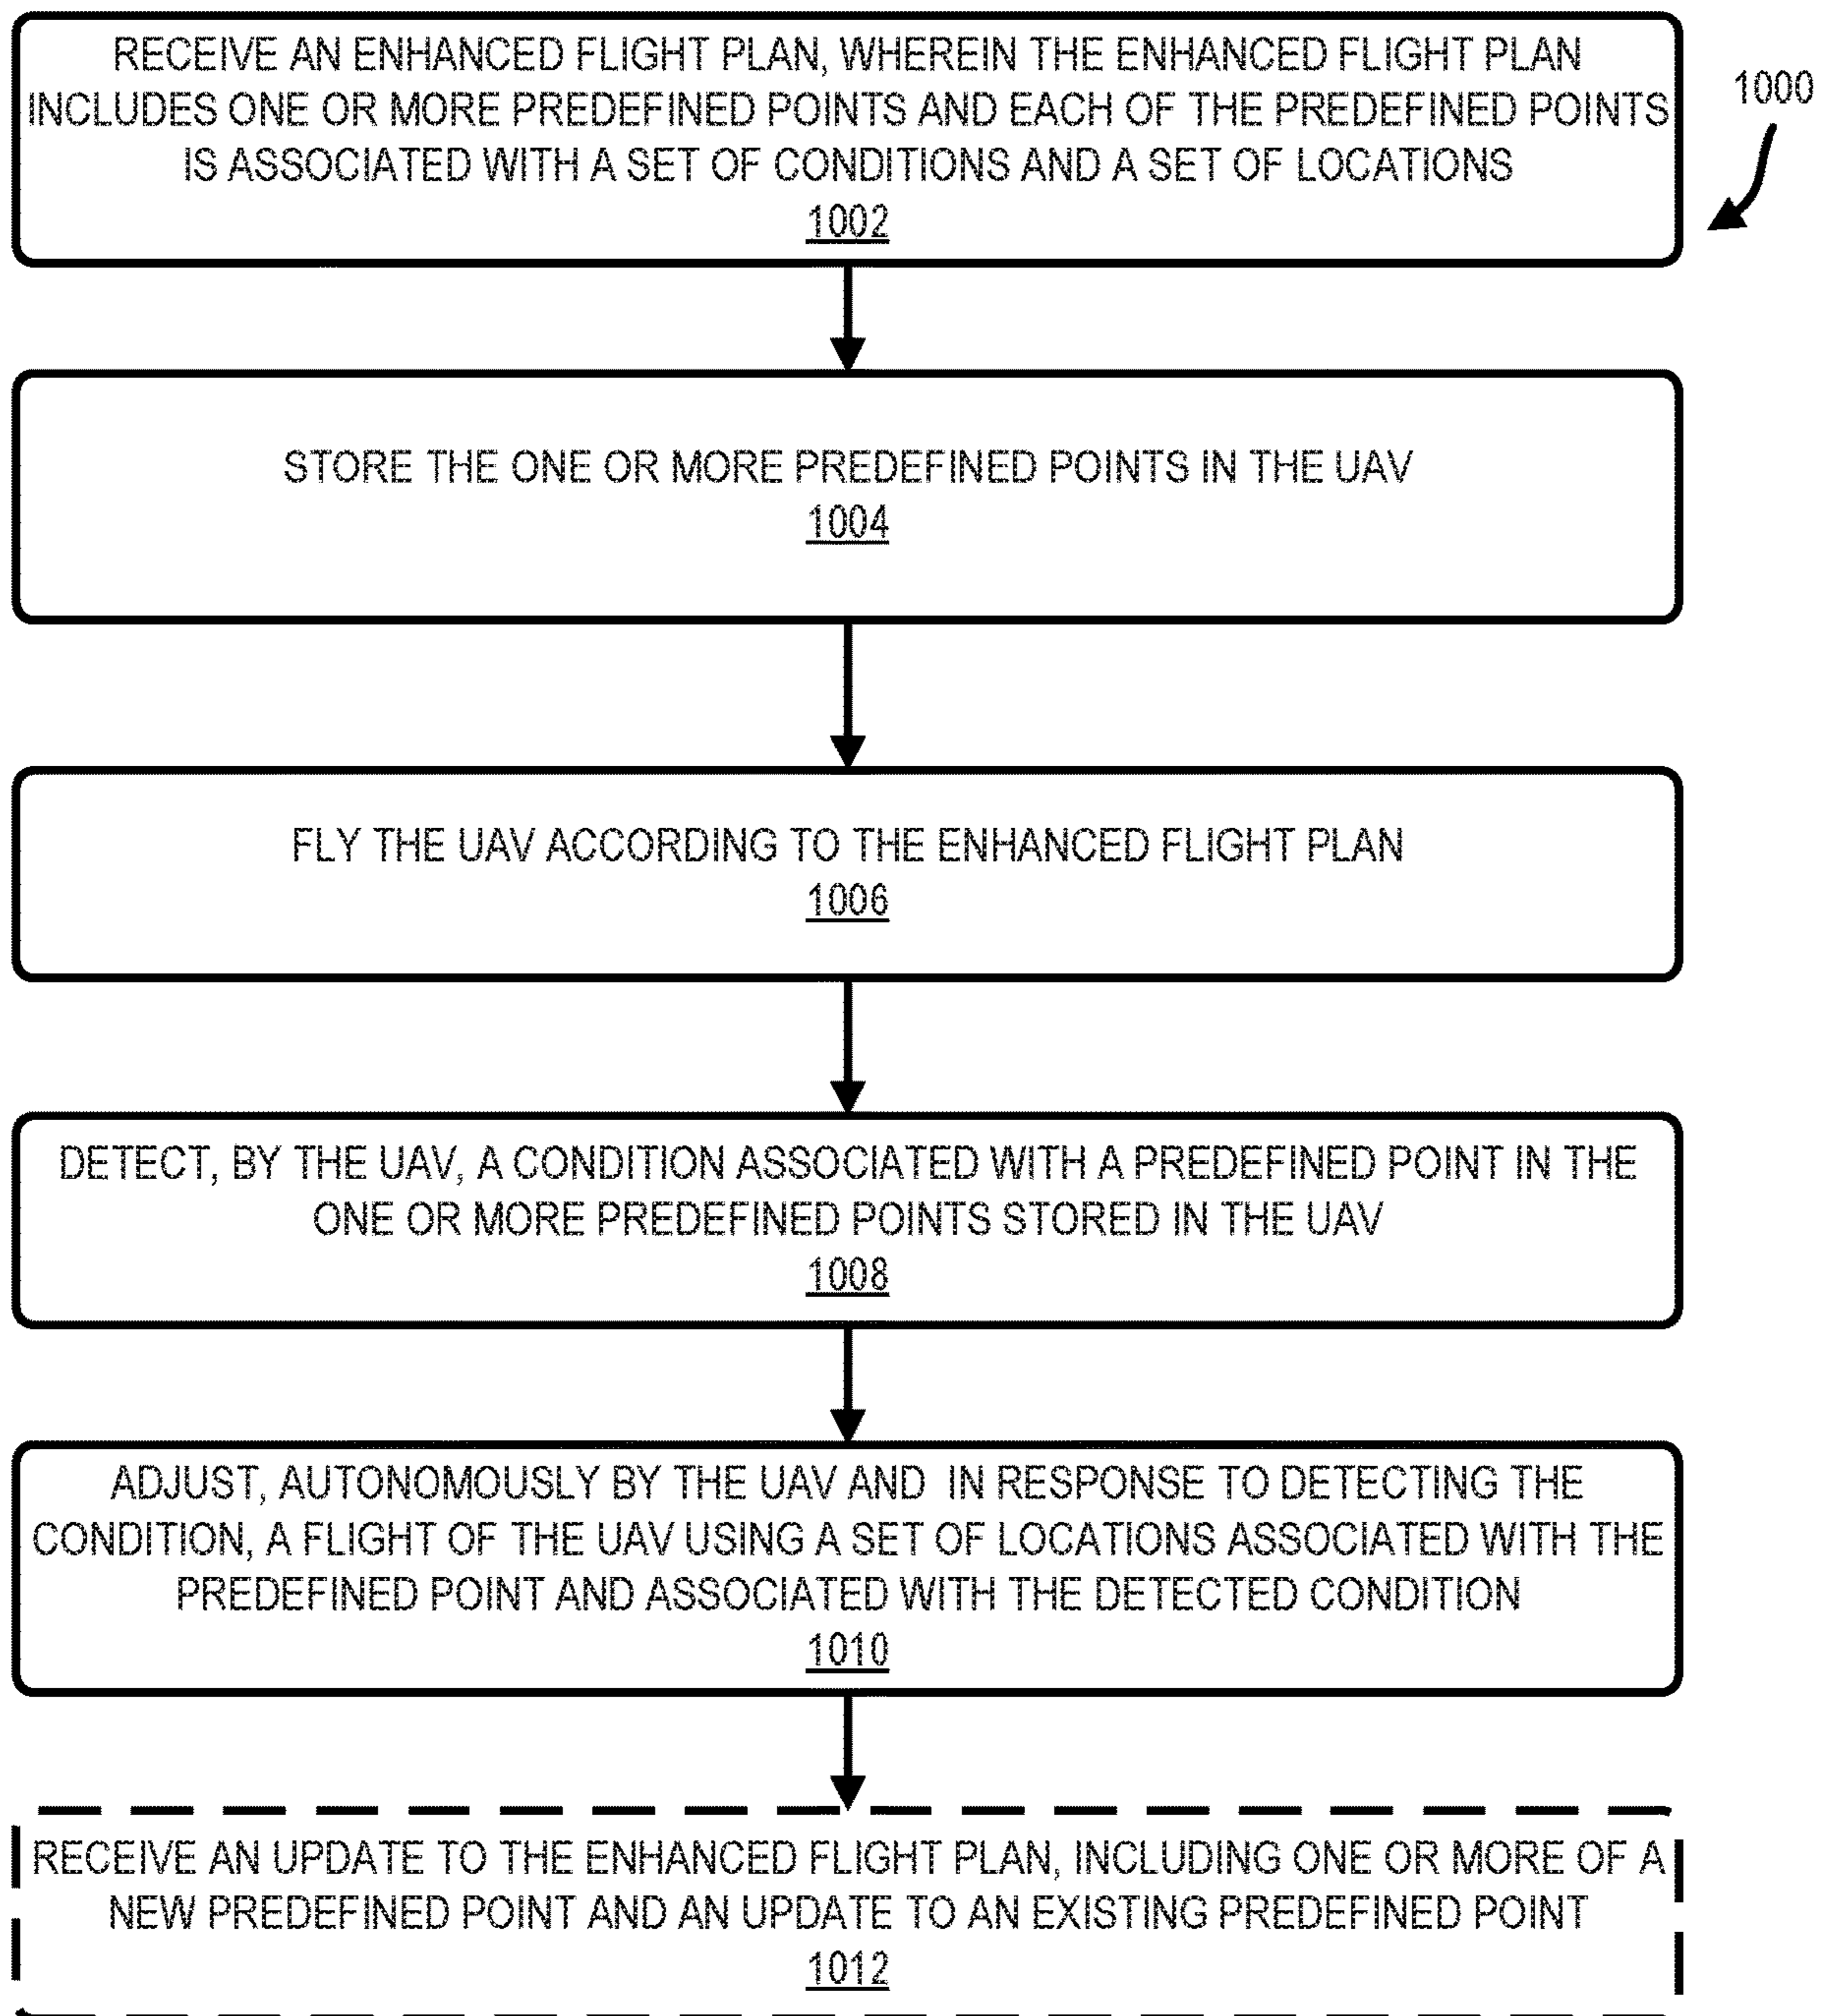 RECEIVE AN ENHANCED FLIGHT PLAN, WHEREIN THE ENHANCED FLIGHT PLAN
INCLUDES ONE OR MORE PREDEFINED POINTS AND EACH OF THE PREDEFINED POINTS
IS ASSOCIATED WITH A SET OF CONDITIONS AND A SET OF LOCATIONS
1002
1000
STORE THE ONE OR MORE PREDEFINED POINTS IN THE UAV
1004
FLY THE UAV ACCORDING TO THE ENHANCED FLIGHT PLAN
1006
DETECT, BY THE UAV, A CONDITION ASSOCIATED WITH A PREDEFINED POINT IN THE
ONE OR MORE PREDEFINED POINTS STORED IN THE UAV
1008
ADJUST, AUTONOMOUSLY BY THE UAV AND IN RESPONSE TO DETECTING THE
CONDITION, A FLIGHT OF THE UAV USING A SET OF LOCATIONS ASSOCIATED WITH THE
PREDEFINED POINT AND ASSOCIATED WITH THE DETECTED CONDITION
1010
RECEIVE AN UPDATE TO THE ENHANCED FLIGHT PLAN, INCLUDING ONE OR MORE OF A
NEW PREDEFINED POINT AND AN UPDATE TO AN EXISTING PREDEFINED POINT
1012